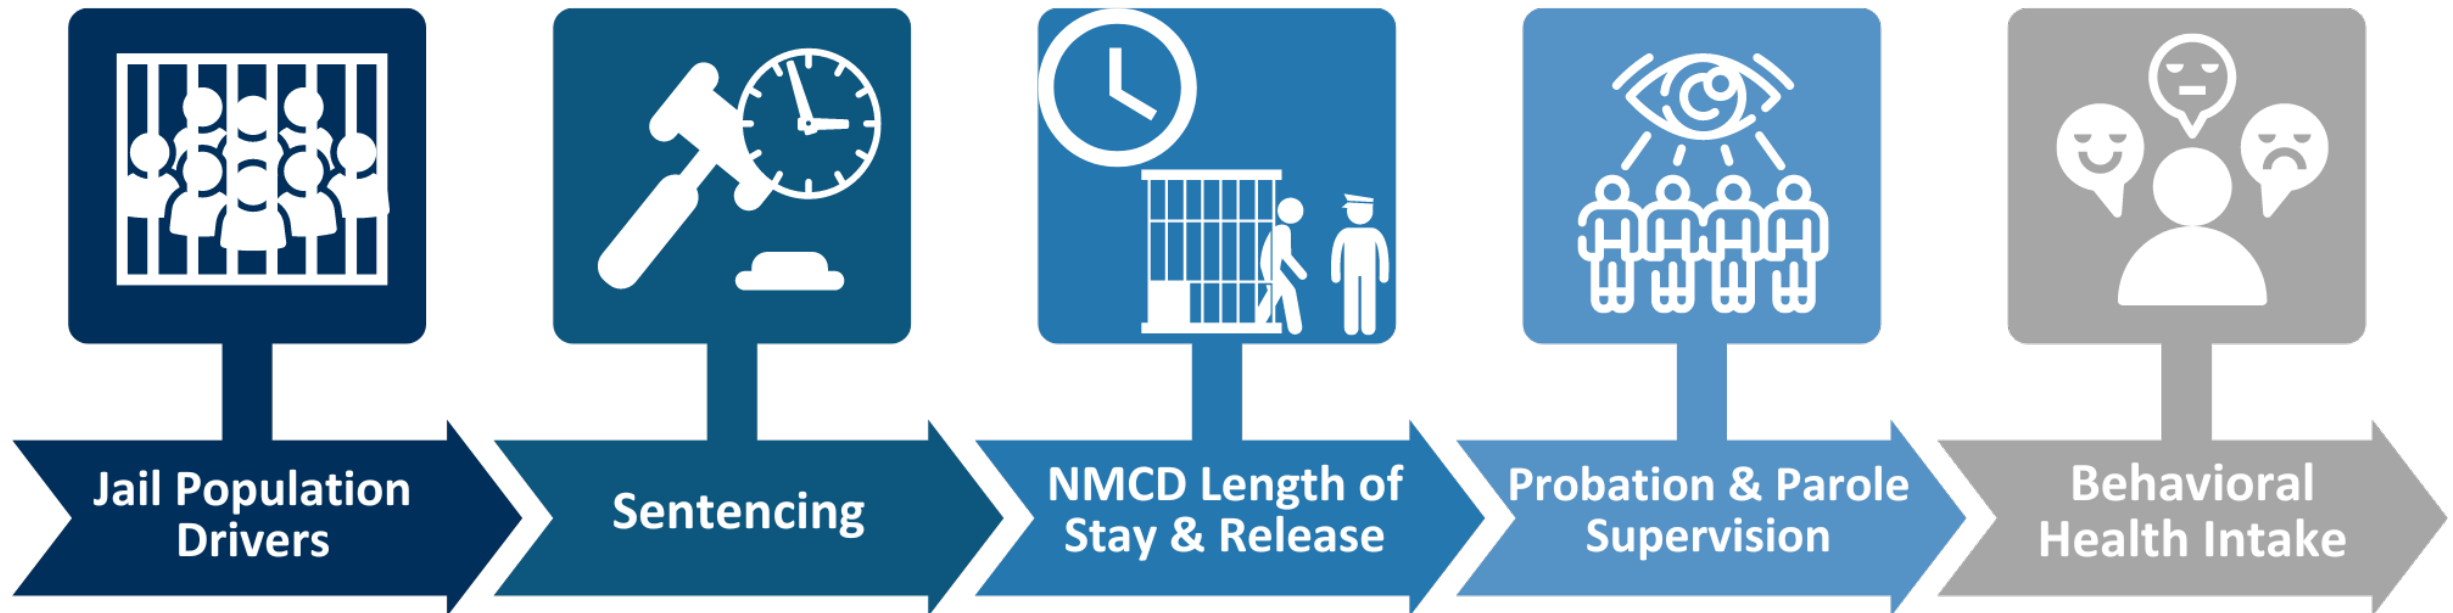 Jail Population
Drivers
Sentencing
NMCD Length of
Stay & Release
Probation & Parole
Supervision
Behavioral
Health Intake